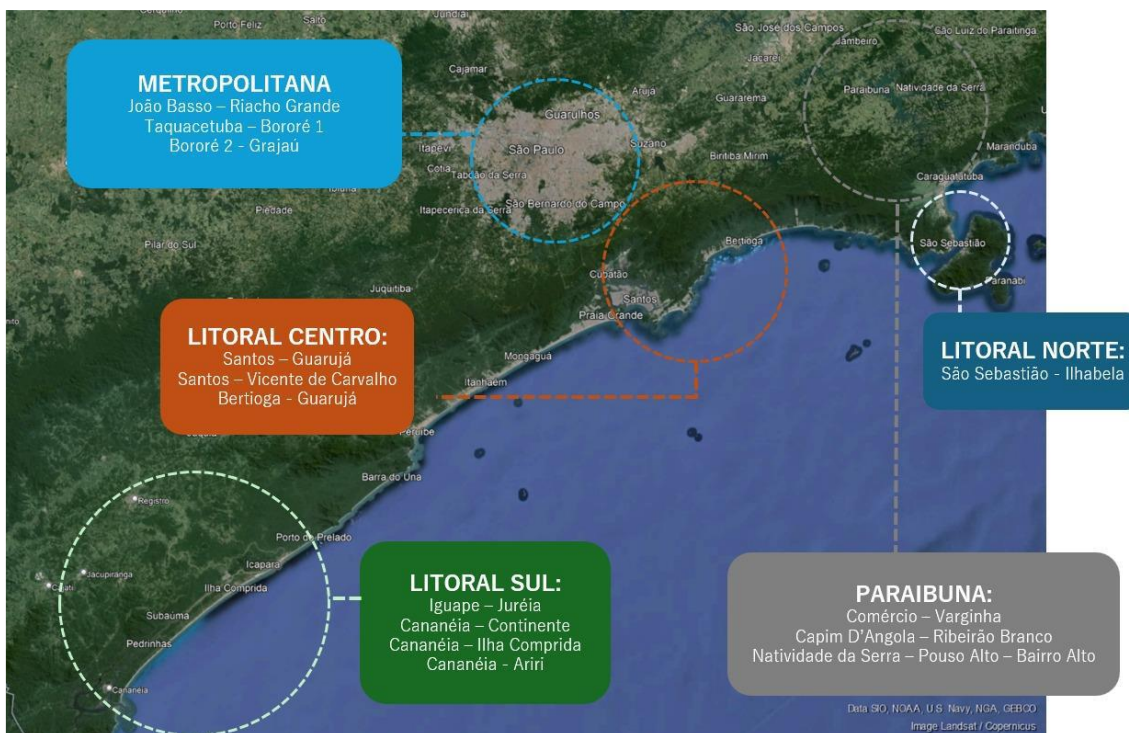 Porto Feliz
Salto
Jundiaí
São José dos Campos
São Luiz do Paraitinga
Jambeiro
Cajamar
Jacareí
Arujá
Guararema
Paraibuna
Natividade da Serra
METROPOLITANA
João Basso – Riacho Grande
Taquacetuba – Bororé 1
Bororé 2 - Grajaú
Guarulhos
Maranduba
Itapevi
São Paulo
Suzano
Biritiba Mirim
Cotia
Taboão da Serra
Caraguatatuba
Ibiúna
Piedade
Itapecerica da Serra
São Bernardo do Campo
Pilar do Sul
Bertioga
São Sebastião
Cubatão
Paranabi
Juquitiba
Santos
Praia Grande
LITORAL CENTRO:
Santos – Guarujá
Santos – Vicente de Carvalho
Bertioga - Guarujá
LITORAL NORTE:
São Sebastião - Ilhabela
Mongaguá
Itanhaém
Peruíbe
Barra do Una
Registro
Porto do Prelado
Icapara
Jacupiranga
Cajati
Ilha Comprida
Subaúma
Pedrinhas
Cananéia
LITORAL SUL:
Iguape – Juréia
Cananéia – Continente
Cananéia – Ilha Comprida
Cananéia - Ariri
PARAIBUNA:
Comércio – Varginha
Capim D'Angola – Ribeirão Branco
Natividade da Serra – Pouso Alto – Bairro Alto
Data SIO, NOAA, U.S. Navy, NGA, GEBCO
Image Landsat / Copernicus